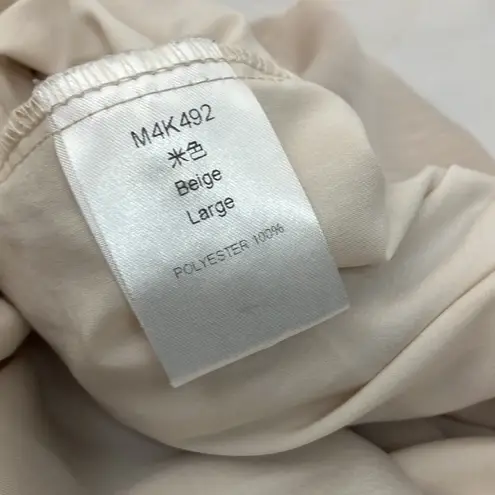 M4K492
米色
Beige
Large
POLYESTER 100%